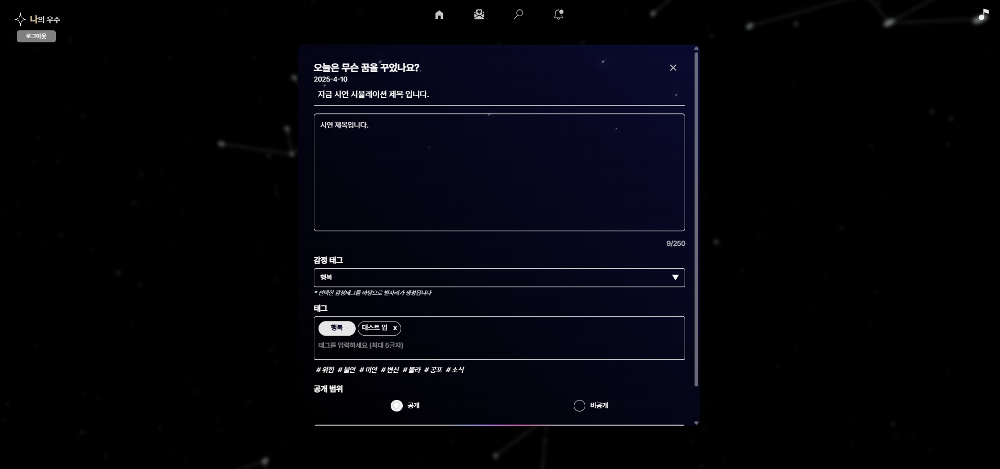 나의 우주
로그아웃
오늘은 무슨 꿈을 꾸었나요?
2025-4-10
지금 시연 시뮬레이션 제목 입니다.
시연 제목입니다.
9/250
감정 태그
행복
* 선택한 감정태그를 바탕으로 별자리가 생성됩니다
태그
행복 테스트 입 x
태그를 입력하세요 (최대 5글자)
# 위험 # 불안 # 미안 # 변신 # 몰라 # 공포 # 소식
공개 범위
공개 비공개